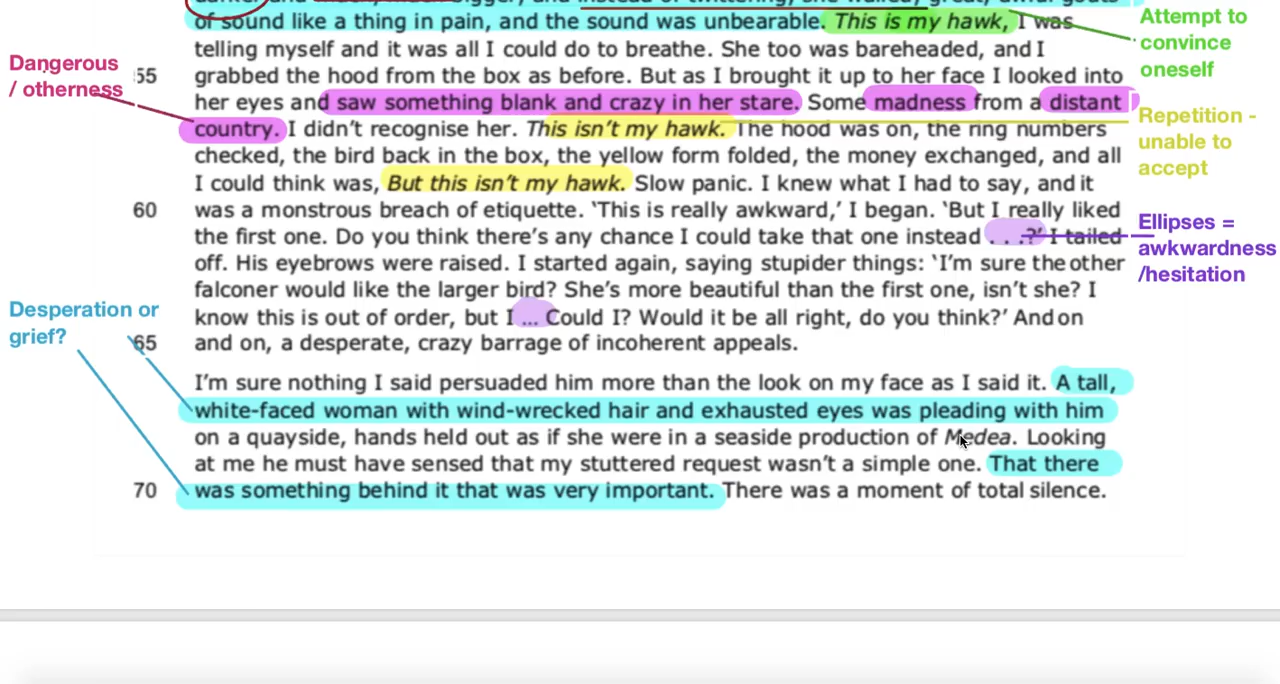 of sound like a thing in pain, and the sound was unbearable. This is my hawk, I was
telling myself and it was all I could do to breathe. She too was bareheaded, and I
55 grabbed the hood from the box as before. But as I brought it up to her face I looked into
her eyes and saw something blank and crazy in her stare. Some madness from a distant
country. I didn't recognise her. This isn't my hawk. The hood was on, the ring numbers
checked, the bird back in the box, the yellow form folded, the money exchanged, and all
I could think was, But this isn't my hawk. Slow panic. I knew what I had to say, and it
60 was a monstrous breach of etiquette. ‘This is really awkward,’ I began. ‘But I really liked
the first one. Do you think there's any chance I could take that one instead . . .?’ I tailed
off. His eyebrows were raised. I started again, saying stupider things: ‘I'm sure the other
falconer would like the larger bird? She's more beautiful than the first one, isn't she? I
know this is out of order, but I ... Could I? Would it be all right, do you think?’ And on
65 and on, a desperate, crazy barrage of incoherent appeals.
I'm sure nothing I said persuaded him more than the look on my face as I said it. A tall,
white-faced woman with wind-wrecked hair and exhausted eyes was pleading with him
on a quayside, hands held out as if she were in a seaside production of Medea. Looking
at me he must have sensed that my stuttered request wasn't a simple one. That there
70 was something behind it that was very important. There was a moment of total silence.
Dangerous
/ otherness
Desperation or
grief?
Attempt to
convince
oneself
Repetition -
unable to
accept
Ellipses =
awkwardness
/hesitation